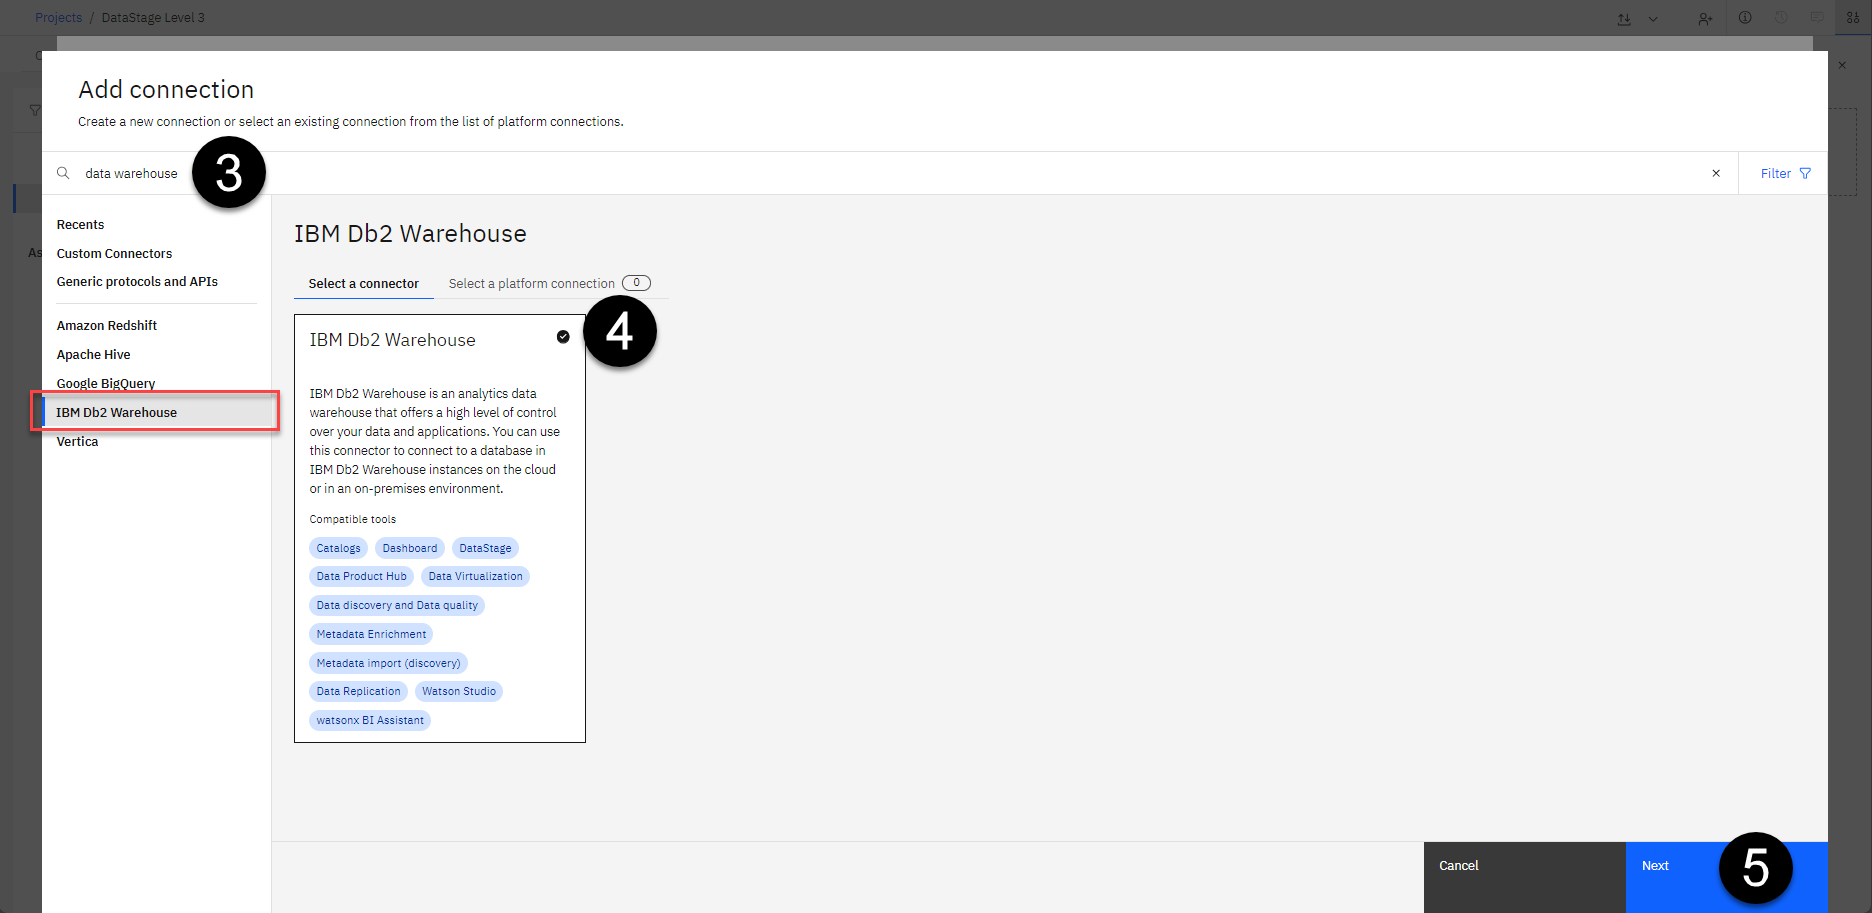 Projects / DataStage Level 3
Add connection
Create a new connection or select an existing connection from the list of platform connections.
data warehouse
3
Filter
Recents
Custom Connectors
Generic protocols and APIs
Amazon Redshift
Apache Hive
Google BigQuery
IBM Db2 Warehouse
Vertica
IBM Db2 Warehouse
Select a connector
Select a platform connection 0
4
IBM Db2 Warehouse
IBM Db2 Warehouse is an analytics data
warehouse that offers a high level of control
over your data and applications. You can use
this connector to connect to a database in
IBM Db2 Warehouse instances on the cloud
or in an on-premises environment.
Compatible tools
Catalogs Dashboard DataStage
Data Product Hub Data Virtualization
Data discovery and Data quality
Metadata Enrichment
Metadata import (discovery)
Data Replication Watson Studio
watsonx BI Assistant
Cancel
Next
5